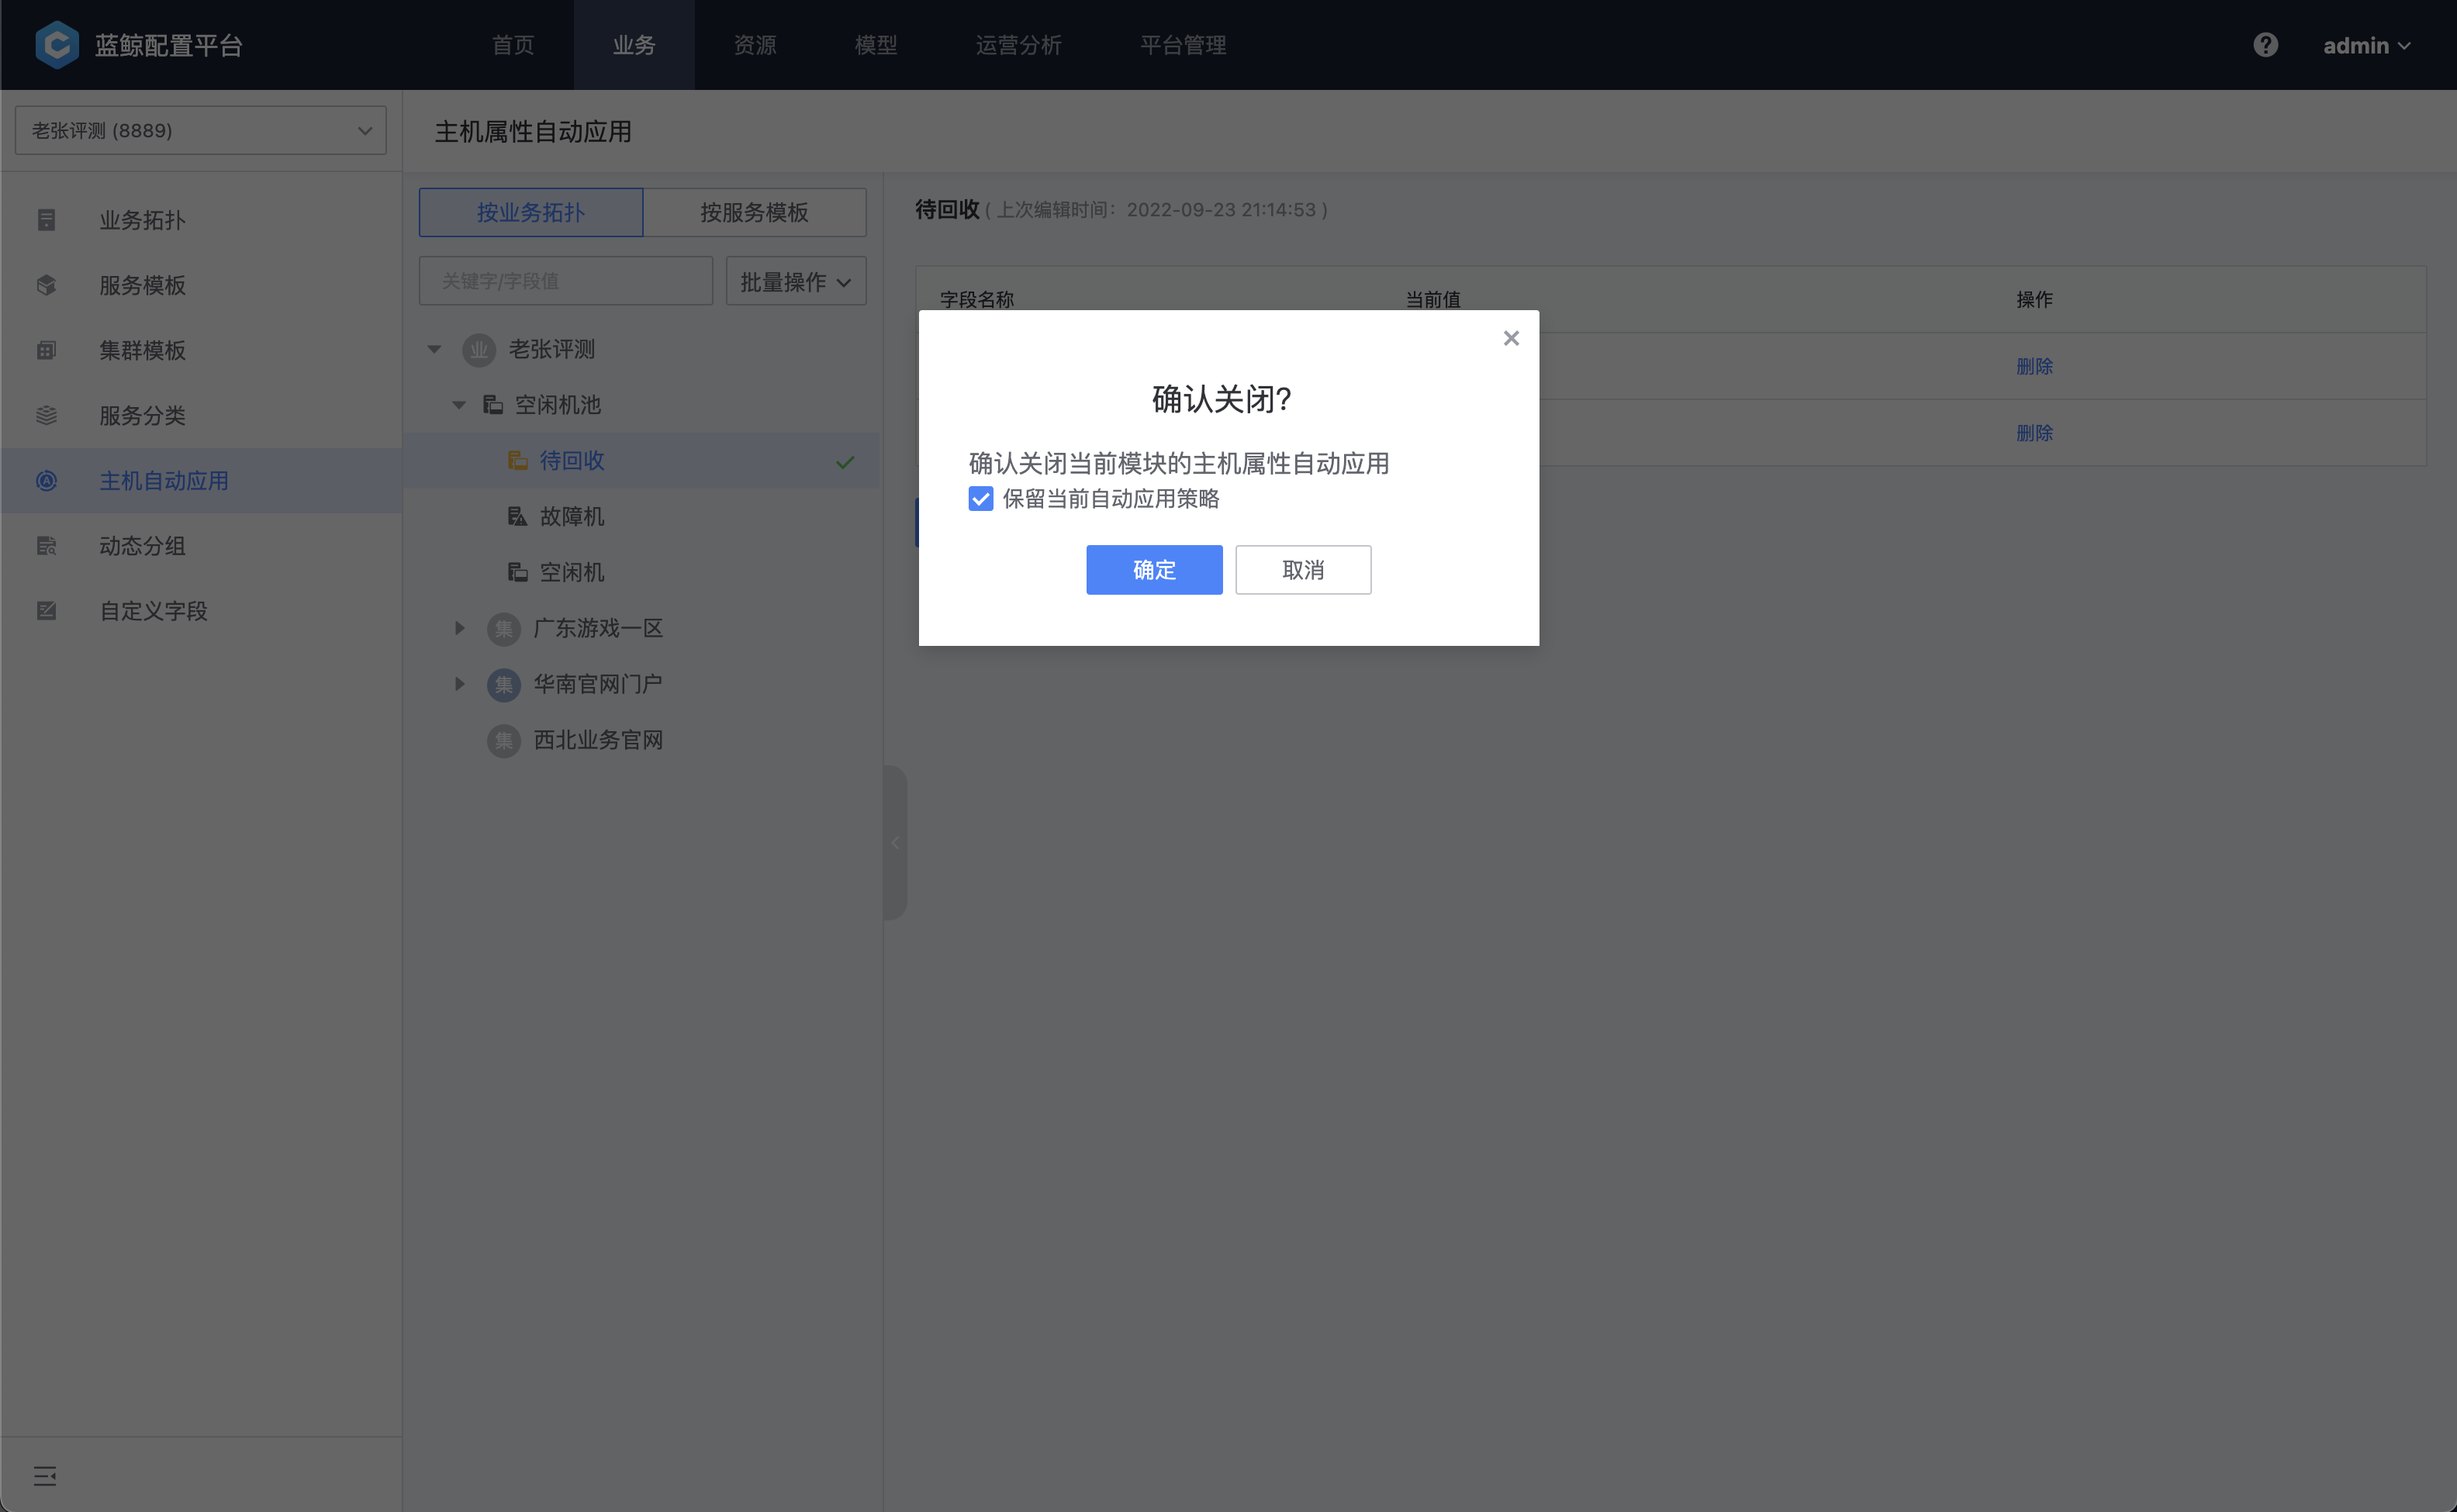 蓝鲸配置平台
首页
业务
资源
模型
运营分析
平台管理
admin
老张评测 (8889)
业务拓扑
服务模板
集群模板
服务分类
主机自动应用
动态分组
自定义字段
主机属性自动应用
按业务拓扑
按服务模板
关键字/字段值
批量操作
业 老张评测
空闲机池
待回收
故障机
空闲机
集 广东游戏一区
集 华南官网门户
集 西北业务官网
待回收 ( 上次编辑时间：2022-09-23 21:14:53 )
字段名称
当前值
操作
删除
删除
确认关闭?
确认关闭当前模块的主机属性自动应用
保留当前自动应用策略
确定
取消